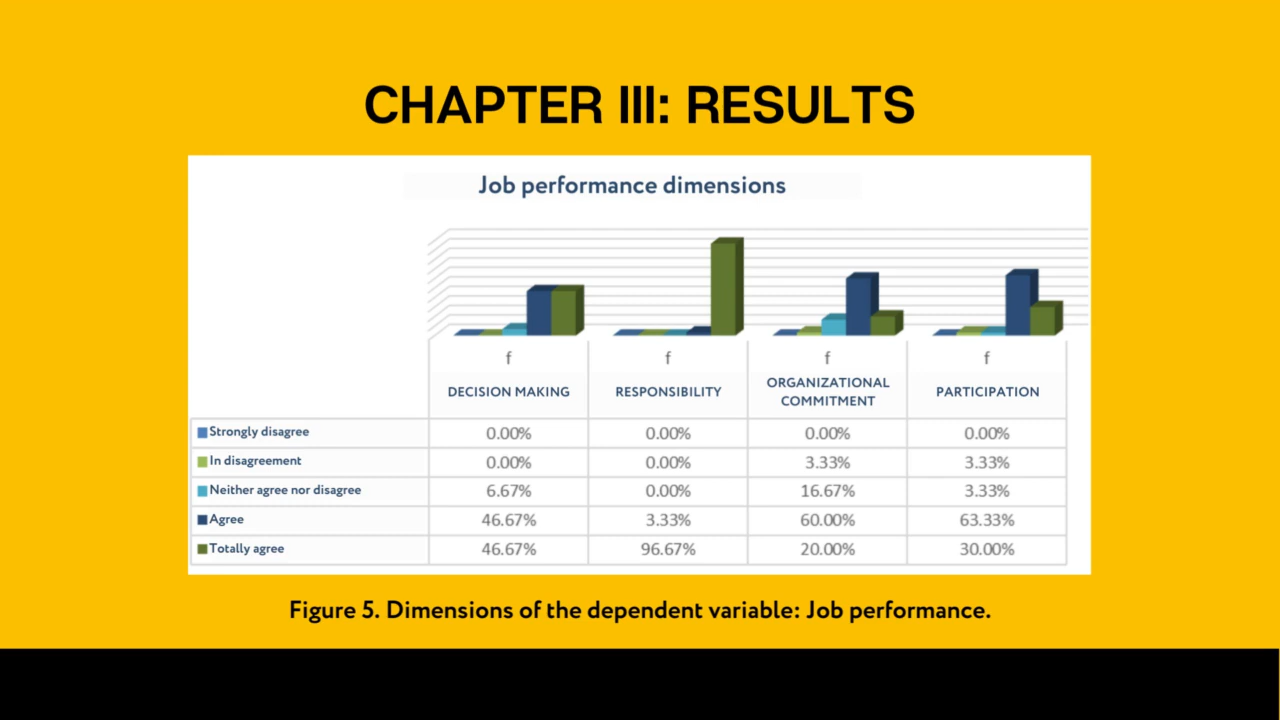 CHAPTER III: RESULTS
Job performance dimensions
f f f f
DECISION MAKING RESPONSIBILITY ORGANIZATIONAL COMMITMENT PARTICIPATION
Strongly disagree 0.00% 0.00% 0.00% 0.00%
In disagreement 0.00% 0.00% 3.33% 3.33%
Neither agree nor disagree 6.67% 0.00% 16.67% 3.33%
Agree 46.67% 3.33% 60.00% 63.33%
Totally agree 46.67% 96.67% 20.00% 30.00%
Figure 5. Dimensions of the dependent variable: Job performance.